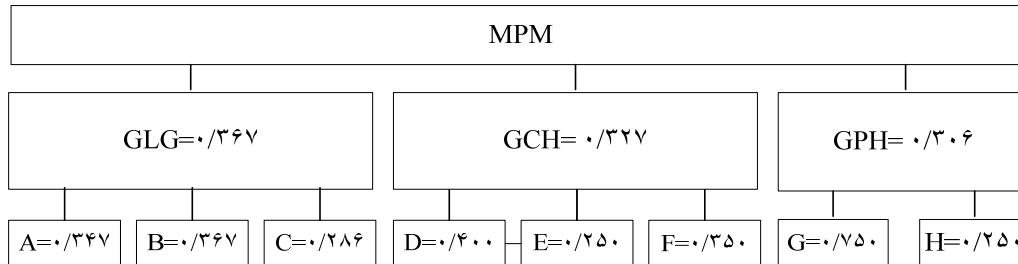 MPM
GLG=۰/۳۶۷ GCH= ۰/۳۲۷ GPH= ۰/۳۰۶
A=۰/۳۴۷ B=۰/۳۶۷ C=۰/۲۸۶ D=۰/۴۰۰ E=۰/۲۵۰ F=۰/۳۵۰ G=۰/۷۵۰ H=۰/۲۵۰